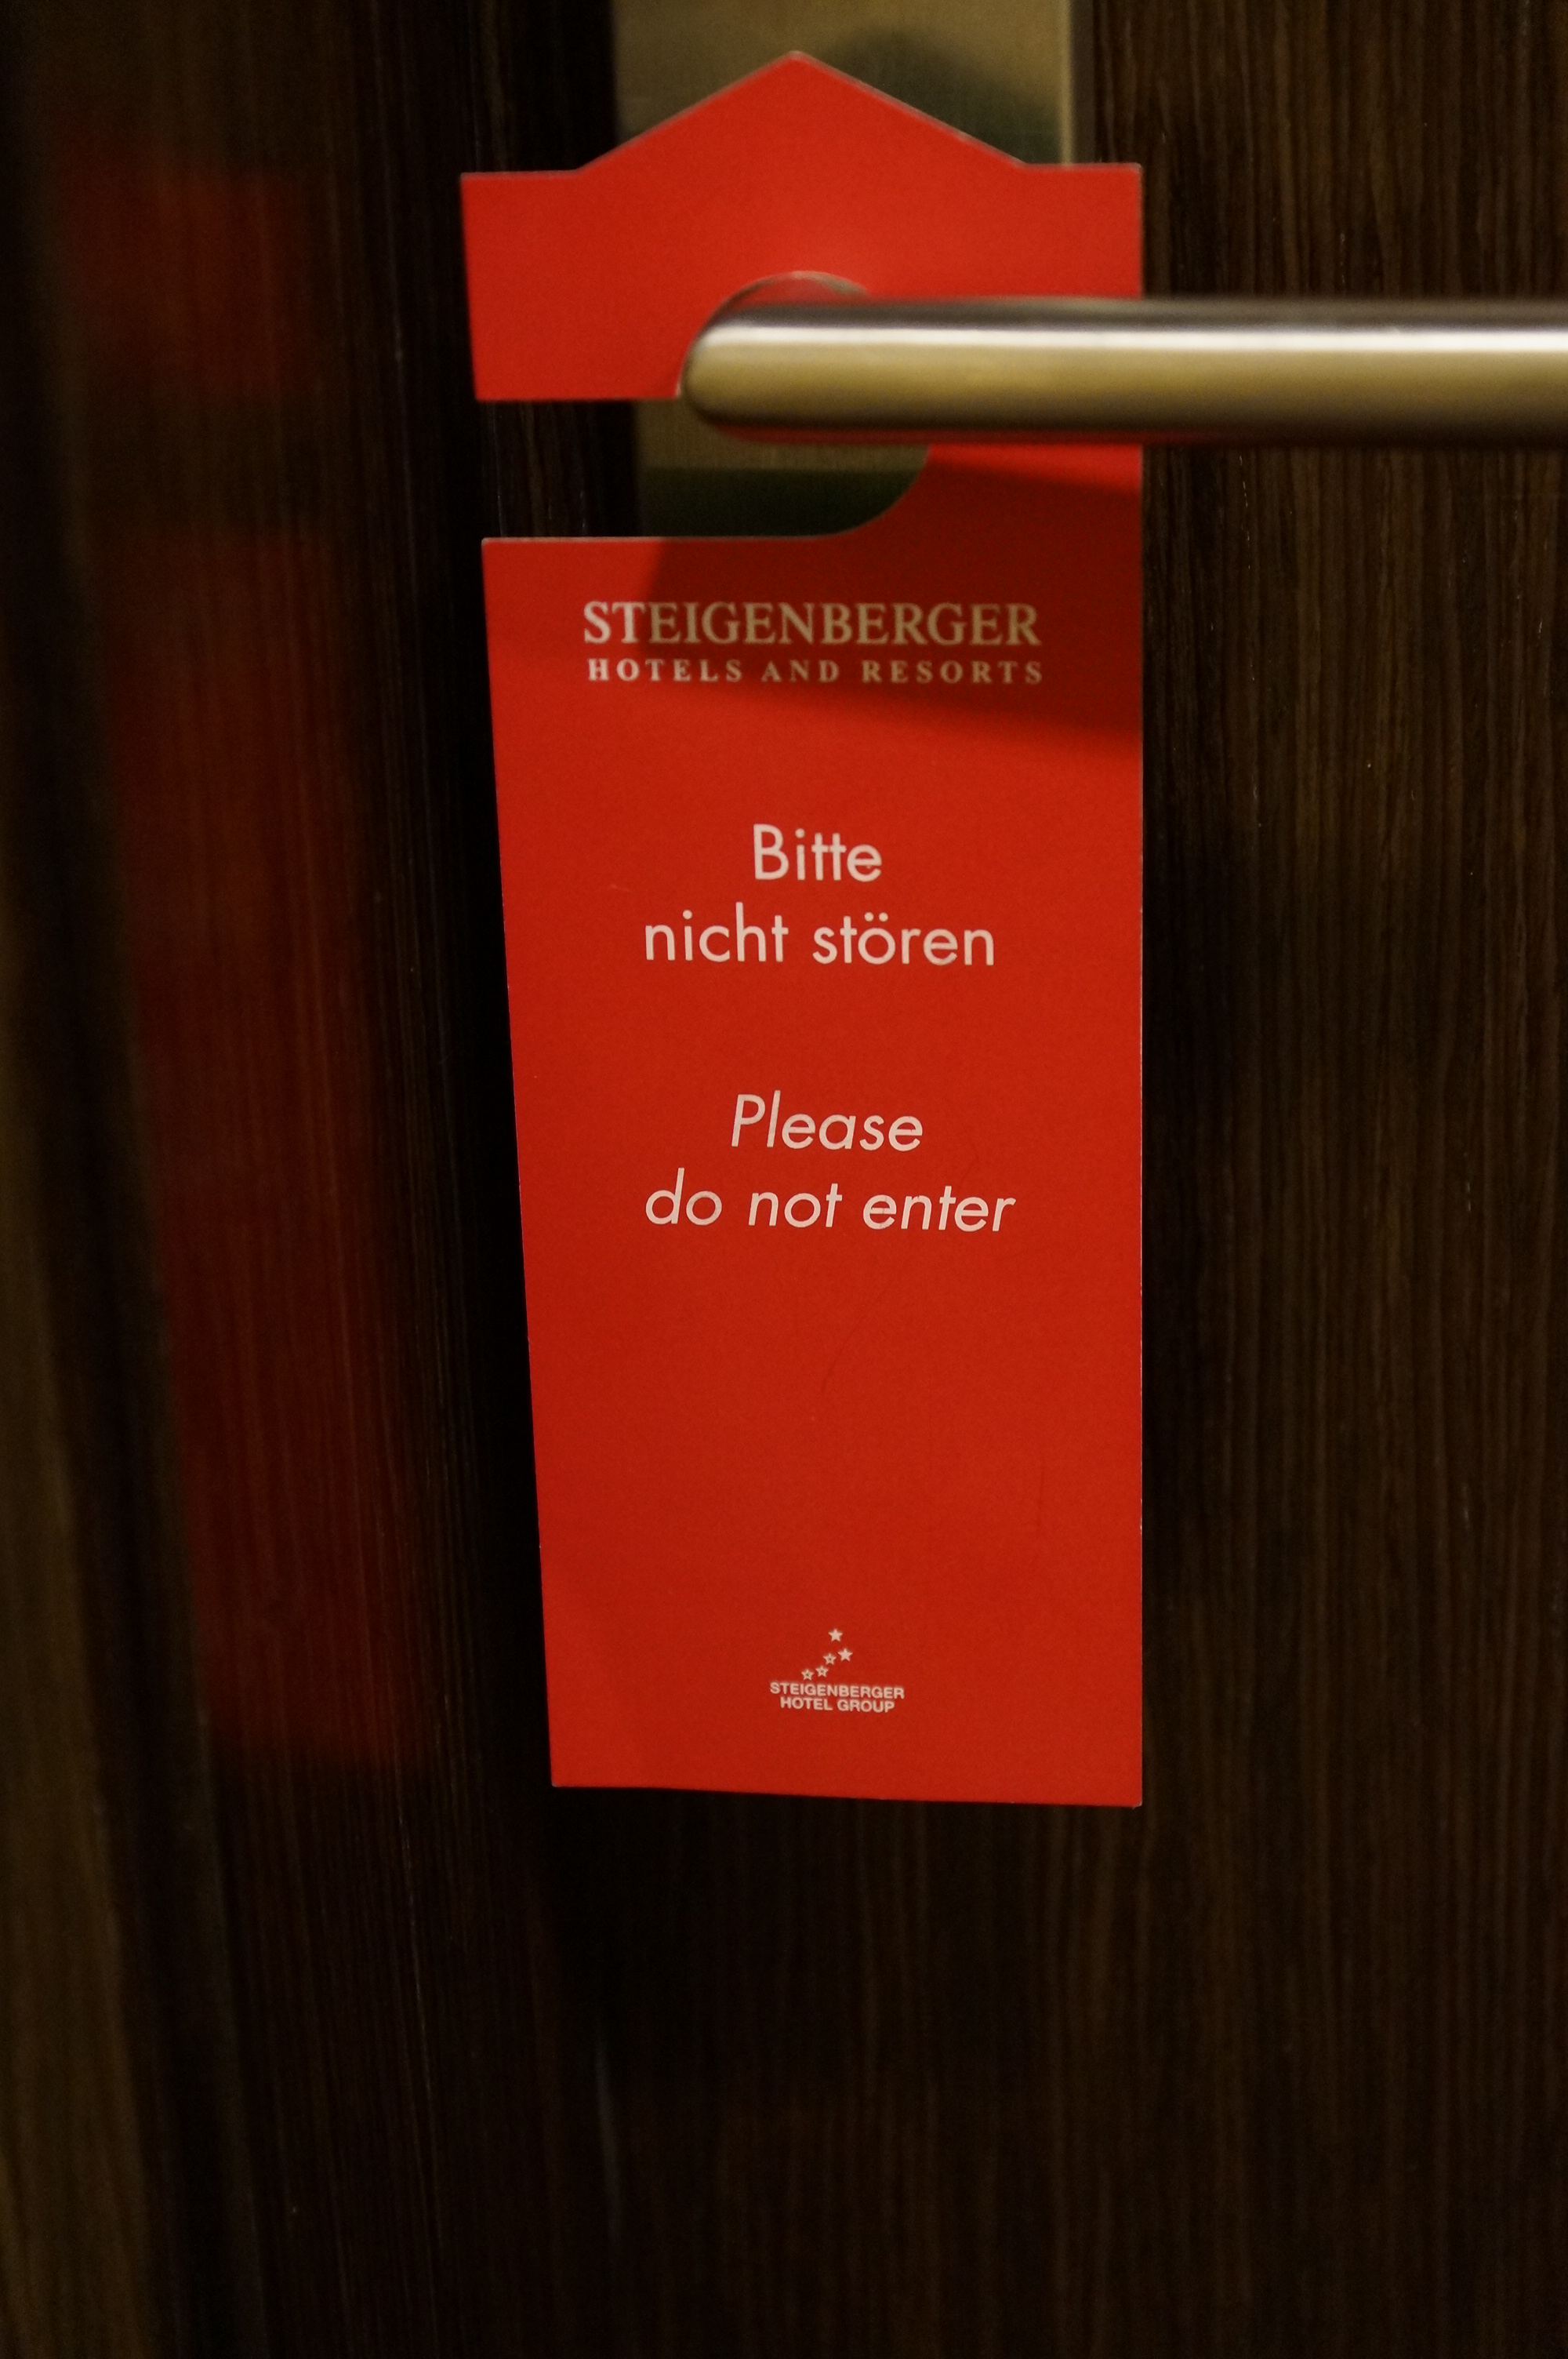 STEIGENBERGER
HOTELS AND RESORTS
Bitte
nicht stören
Please
do not enter
STEIGENBERGER
HOTEL GROUP